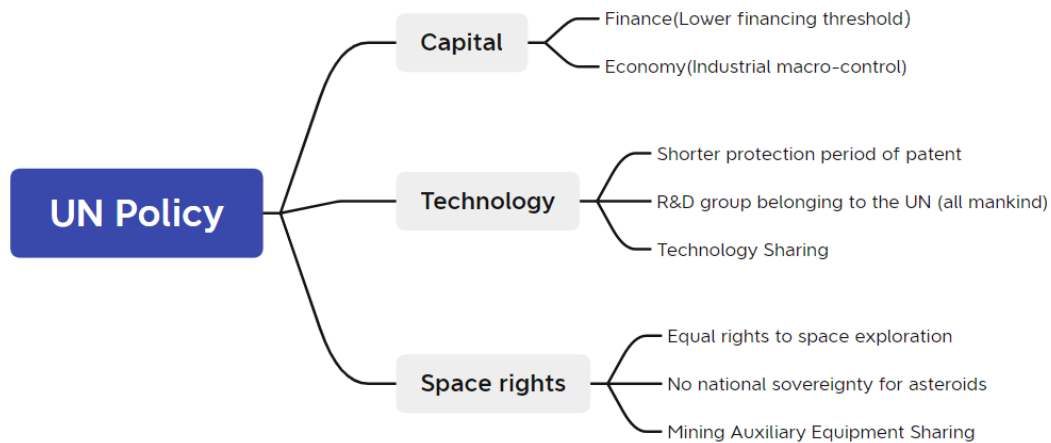 UN Policy
Capital
Finance(Lower financing threshold)
Economy(Industrial macro-control)
Technology
Shorter protection period of patent
R&D group belonging to the UN (all mankind)
Technology Sharing
Space rights
Equal rights to space exploration
No national sovereignty for asteroids
Mining Auxiliary Equipment Sharing